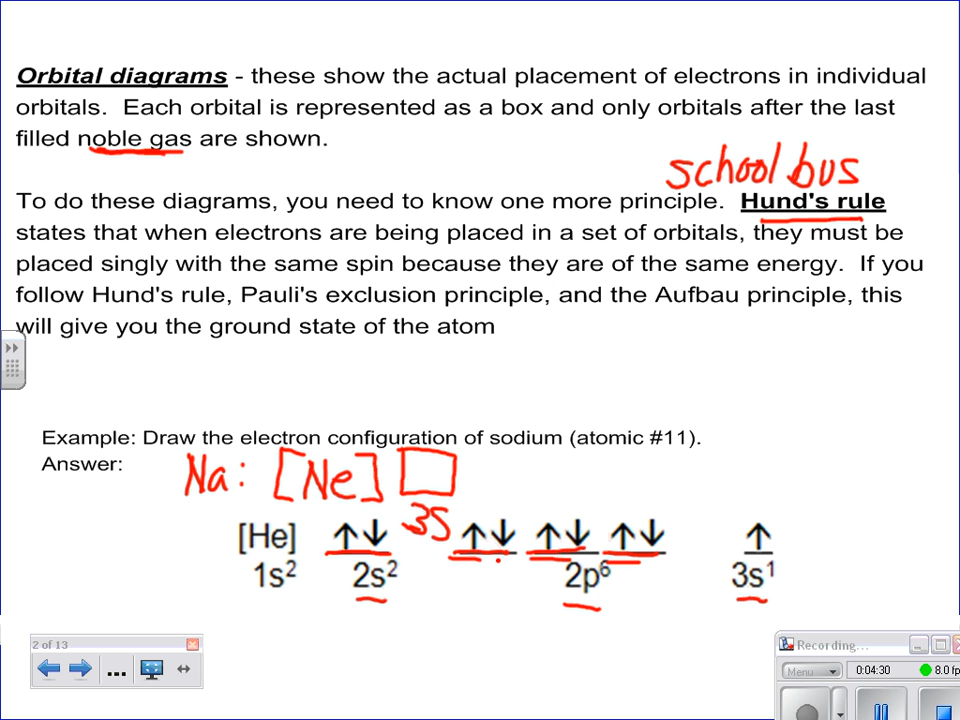 Orbital diagrams - these show the actual placement of electrons in individual
orbitals. Each orbital is represented as a box and only orbitals after the last
filled noble gas are shown.
school bus
To do these diagrams, you need to know one more principle. Hund's rule
states that when electrons are being placed in a set of orbitals, they must be
placed singly with the same spin because they are of the same energy. If you
follow Hund's rule, Pauli's exclusion principle, and the Aufbau principle, this
will give you the ground state of the atom
Example: Draw the electron configuration of sodium (atomic #11).
Answer:
Na: [Ne]
3s
[He] ↑↓ ↑↓ ↑↓ ↑↓ ↑
1s² 2s² 2p⁶ 3s¹
2 of 13
Recording...
Menu 0:04:30 8.0 fp
...